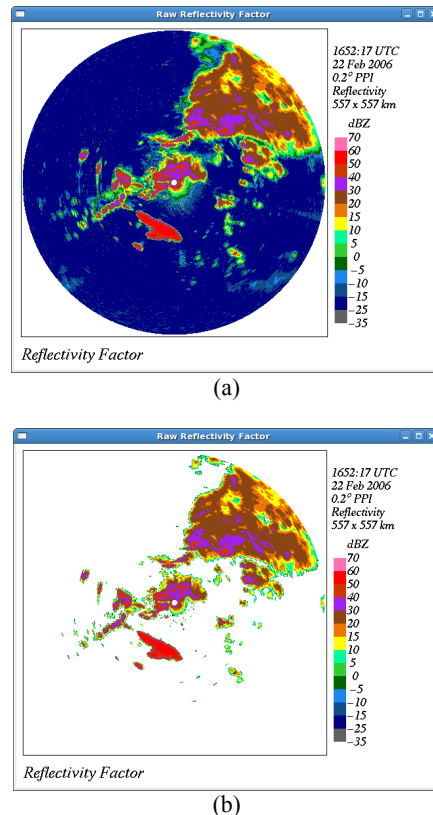 Raw Reflectivity Factor
1652:17 UTC
22 Feb 2006
0.2° PPI
Reflectivity
557 x 557 km
dBZ
70
60
50
40
30
20
15
10
5
0
−5
−10
−15
−25
−35
Reflectivity Factor
(a)
Raw Reflectivity Factor
1652:17 UTC
22 Feb 2006
0.2° PPI
Reflectivity
557 x 557 km
dBZ
70
60
50
40
30
20
15
10
5
0
−5
−10
−15
−25
−35
Reflectivity Factor
(b)